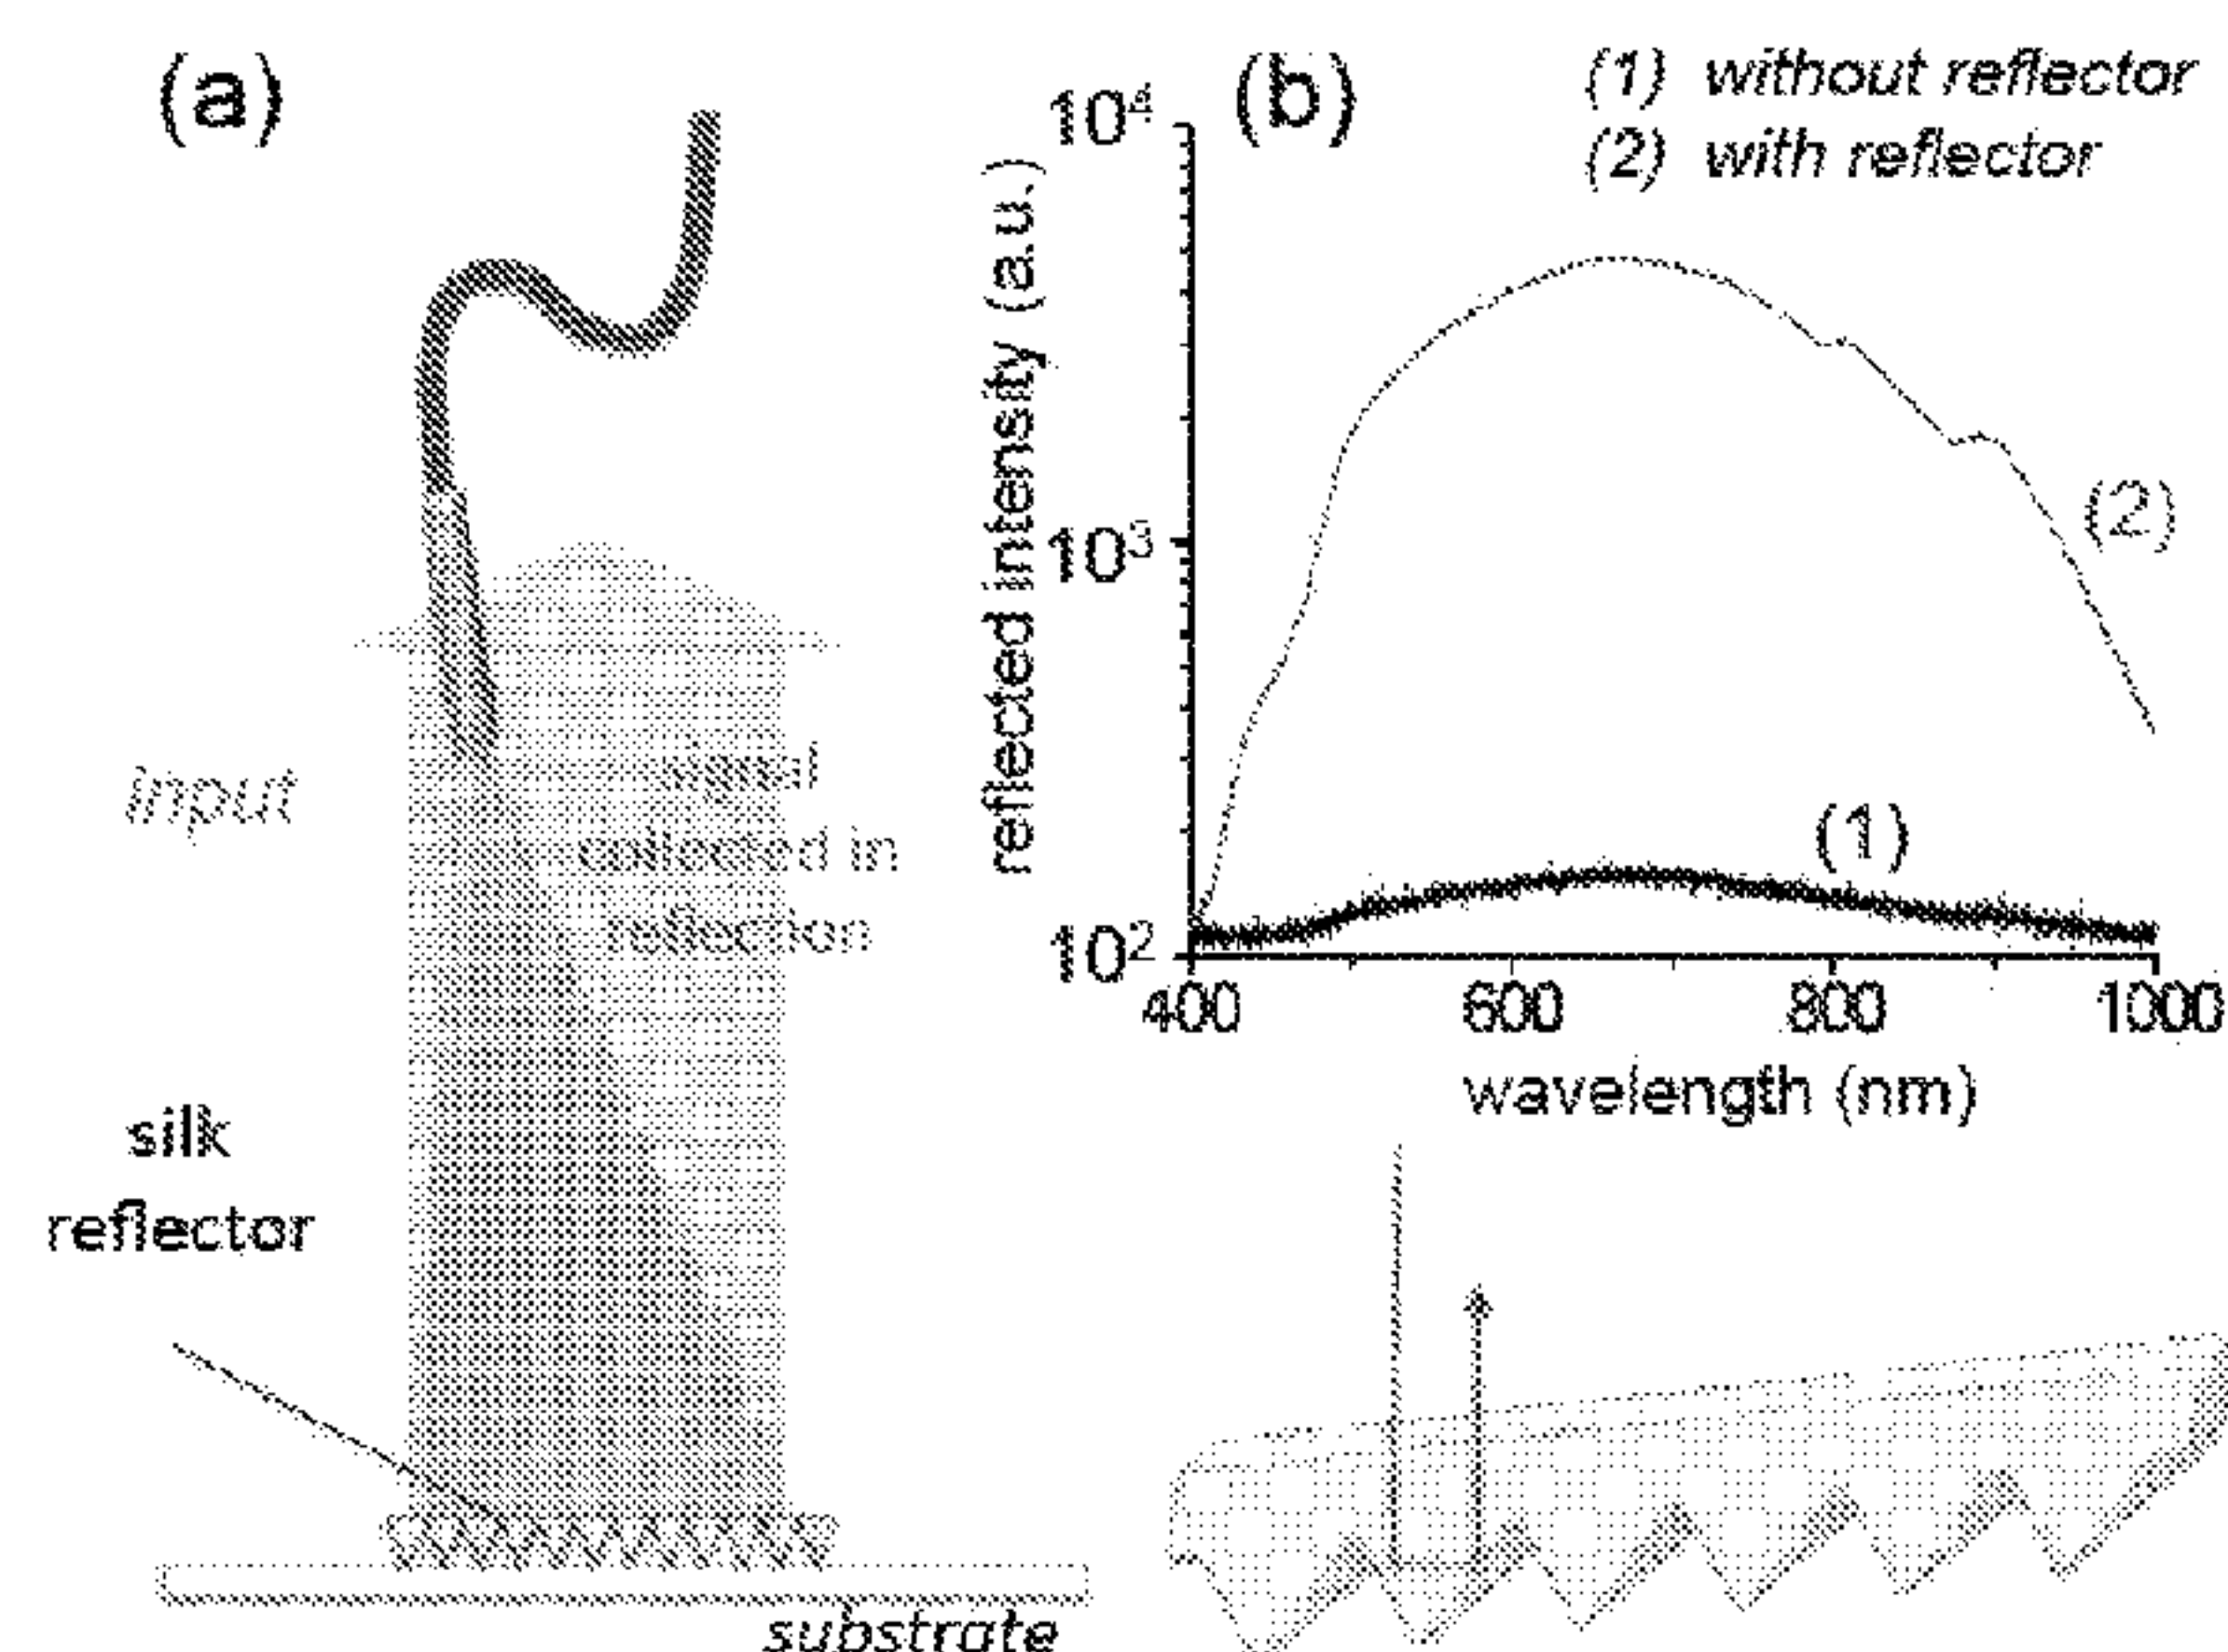 (a)
input
signal
collected in
reflection
silk
reflector
substrate
(b)
(1) without reflector
(2) with reflector
reflected intensity (a.u.)
10⁴
10³
10²
(2)
(1)
400 600 800 1000
wavelength (nm)